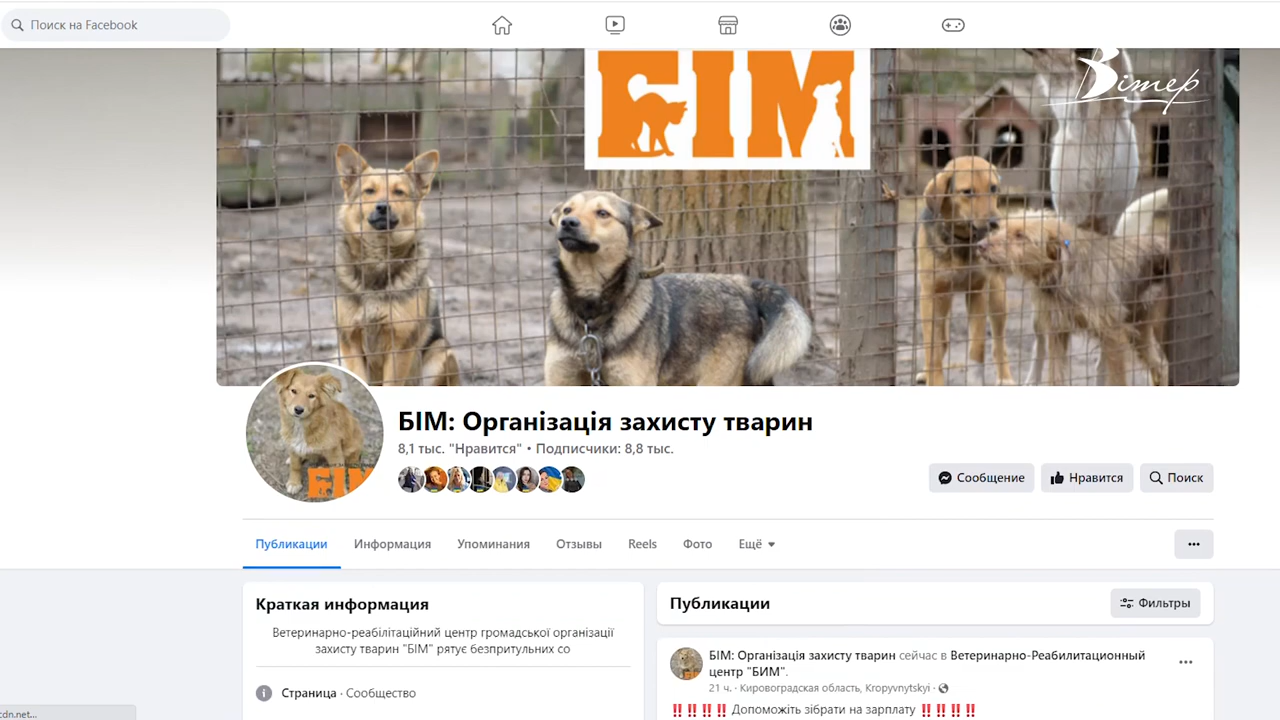 Поиск на Facebook
БІМ
Вітер
БІМ
БІМ: Організація захисту тварин
8,1 тыс. "Нравится" • Подписчики: 8,8 тыс.
Сообщение
Нравится
Поиск
Публикации
Информация
Упоминания
Отзывы
Reels
Фото
Ещё
Краткая информация
Ветеринарно-реабілітаційний центр громадської організації
захисту тварин "БІМ" рятує безпритульних со
Страница · Сообщество
Публикации
Фильтры
БІМ: Організація захисту тварин сейчас в Ветеринарно-Реабилитационный
центр "БИМ".
21 ч. · Кировоградская область, Kropyvnytskyi ·
‼️‼️‼️‼️ Допоможіть зібрати на зарплату ‼️‼️‼️‼️
cdn.net...